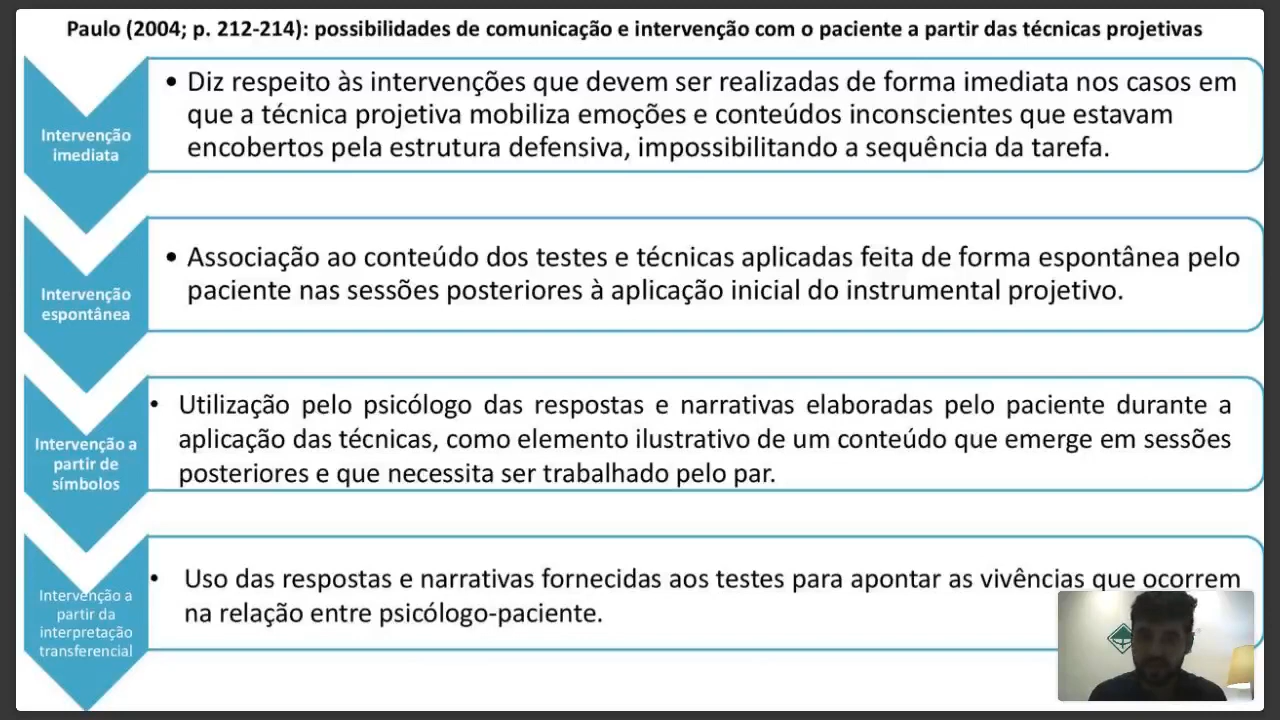 Paulo (2004; p. 212-214): possibilidades de comunicação e intervenção com o paciente a partir das técnicas projetivas
Intervenção
imediata
• Diz respeito às intervenções que devem ser realizadas de forma imediata nos casos em
que a técnica projetiva mobiliza emoções e conteúdos inconscientes que estavam
encobertos pela estrutura defensiva, impossibilitando a sequência da tarefa.
Intervenção
espontânea
• Associação ao conteúdo dos testes e técnicas aplicadas feita de forma espontânea pelo
paciente nas sessões posteriores à aplicação inicial do instrumental projetivo.
Intervenção a
partir de
símbolos
• Utilização pelo psicólogo das respostas e narrativas elaboradas pelo paciente durante a
aplicação das técnicas, como elemento ilustrativo de um conteúdo que emerge em sessões
posteriores e que necessita ser trabalhado pelo par.
Intervenção a
partir da
interpretação
transferencial
• Uso das respostas e narrativas fornecidas aos testes para apontar as vivências que ocorrem
na relação entre psicólogo-paciente.